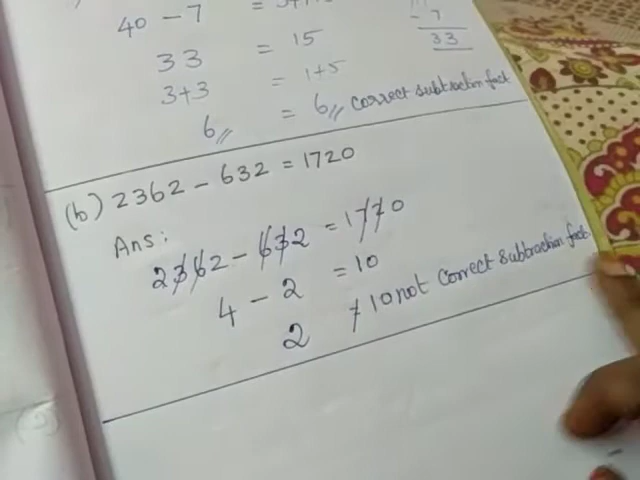 40 - 7 =
- 7
33
33 = 15
3+3 = 1+5
6 = 6 correct subtraction fact
(b) 2362 - 632 = 1720
Ans:
2362 - 632 = 1770
4 - 2 = 10
2 ≠ 10 not correct subtraction fact